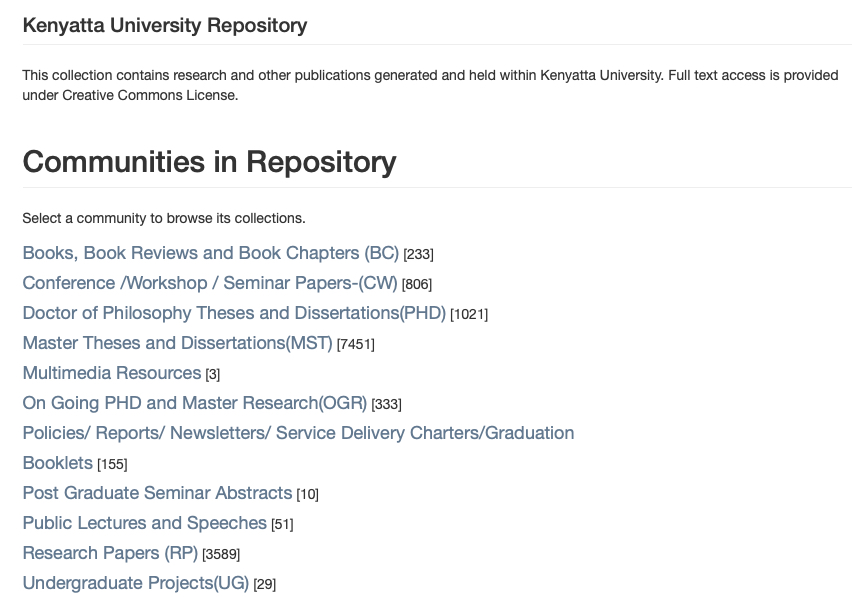 Kenyatta University Repository
This collection contains research and other publications generated and held within Kenyatta University. Full text access is provided
under Creative Commons License.
Communities in Repository
Select a community to browse its collections.
Books, Book Reviews and Book Chapters (BC) [233]
Conference /Workshop / Seminar Papers-(CW) [806]
Doctor of Philosophy Theses and Dissertations(PHD) [1021]
Master Theses and Dissertations(MST) [7451]
Multimedia Resources [3]
On Going PHD and Master Research(OGR) [333]
Policies/ Reports/ Newsletters/ Service Delivery Charters/Graduation
Booklets [155]
Post Graduate Seminar Abstracts [10]
Public Lectures and Speeches [51]
Research Papers (RP) [3589]
Undergraduate Projects(UG) [29]